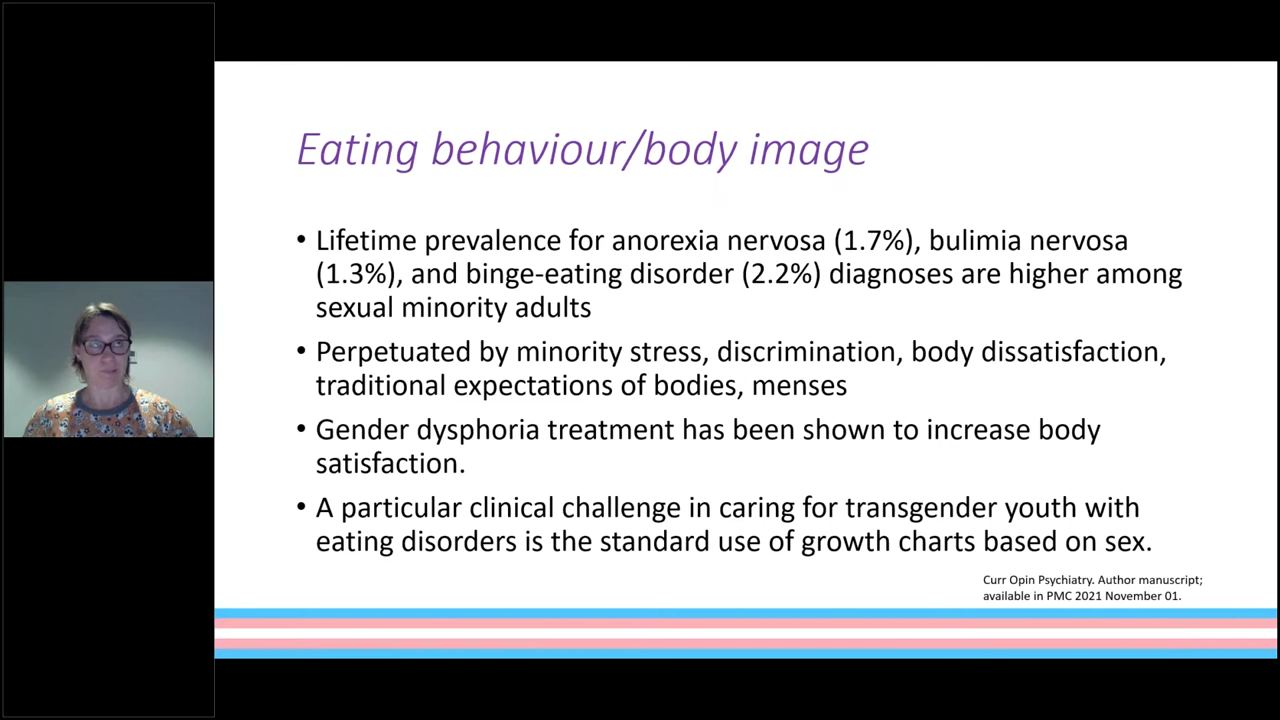 Eating behaviour/body image
• Lifetime prevalence for anorexia nervosa (1.7%), bulimia nervosa
(1.3%), and binge-eating disorder (2.2%) diagnoses are higher among
sexual minority adults
• Perpetuated by minority stress, discrimination, body dissatisfaction,
traditional expectations of bodies, menses
• Gender dysphoria treatment has been shown to increase body
satisfaction.
• A particular clinical challenge in caring for transgender youth with
eating disorders is the standard use of growth charts based on sex.
Curr Opin Psychiatry. Author manuscript;
available in PMC 2021 November 01.